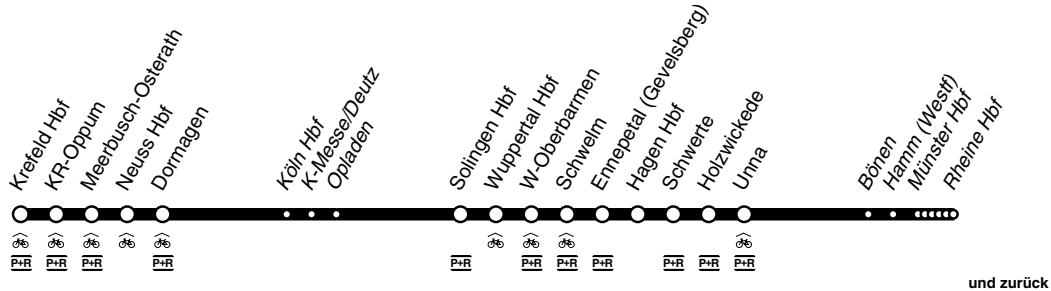 Krefeld Hbf
KR-Oppum
Meerbusch-Osterath
Neuss Hbf
Dormagen
Köln Hbf
K-Messe/Deutz
Opladen
Solingen Hbf
Wuppertal Hbf
W-Oberbarmen
Schwelm
Ennepetal (Gevelsberg)
Hagen Hbf
Schwerte
Holzwickede
Unna
Bönen
Hamm (Westf)
Münster Hbf
Rheine Hbf
P+R P+R P+R P+R P+R P+R P+R P+R P+R P+R P+R
und zurück